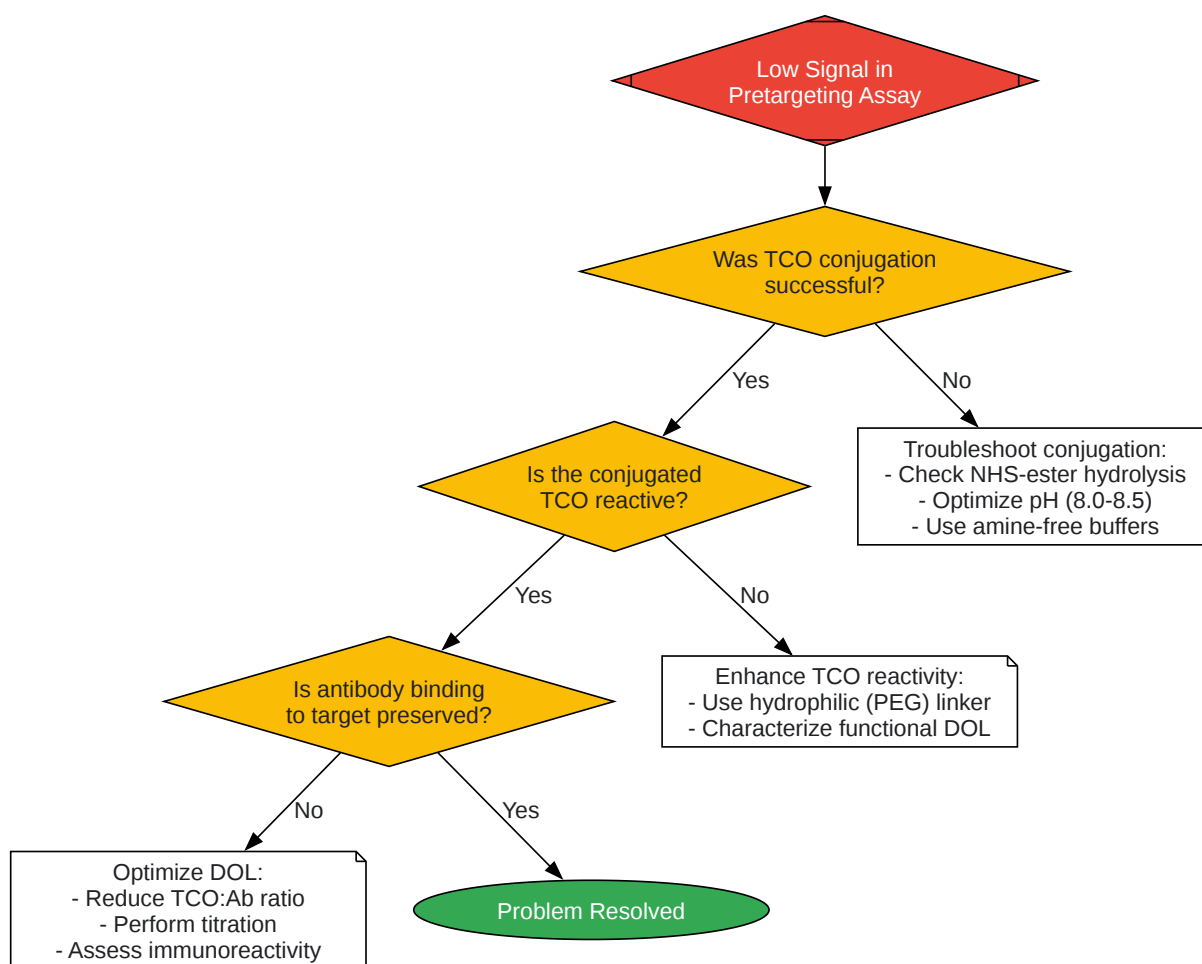 Low Signal in
Pretargeting Assay
Was TCO conjugation
successful?
Yes
No
Is the conjugated
TCO reactive?
Troubleshoot conjugation:
- Check NHS-ester hydrolysis
- Optimize pH (8.0-8.5)
- Use amine-free buffers
Yes
No
Is antibody binding
to target preserved?
Enhance TCO reactivity:
- Use hydrophilic (PEG) linker
- Characterize functional DOL
No
Yes
Optimize DOL:
- Reduce TCO:Ab ratio
- Perform titration
- Assess immunoreactivity
Problem Resolved